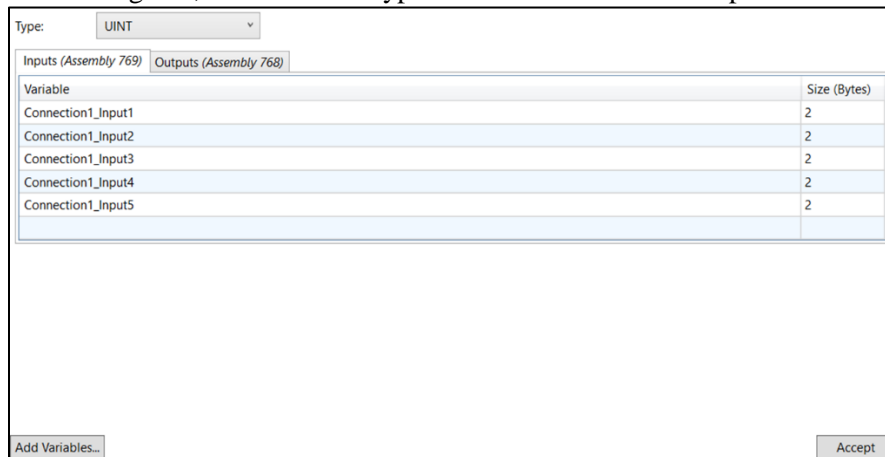 Type: UINT
Inputs (Assembly 769) Outputs (Assembly 768)
Variable Size (Bytes)
Connection1_Input1 2
Connection1_Input2 2
Connection1_Input3 2
Connection1_Input4 2
Connection1_Input5 2
Add Variables... Accept